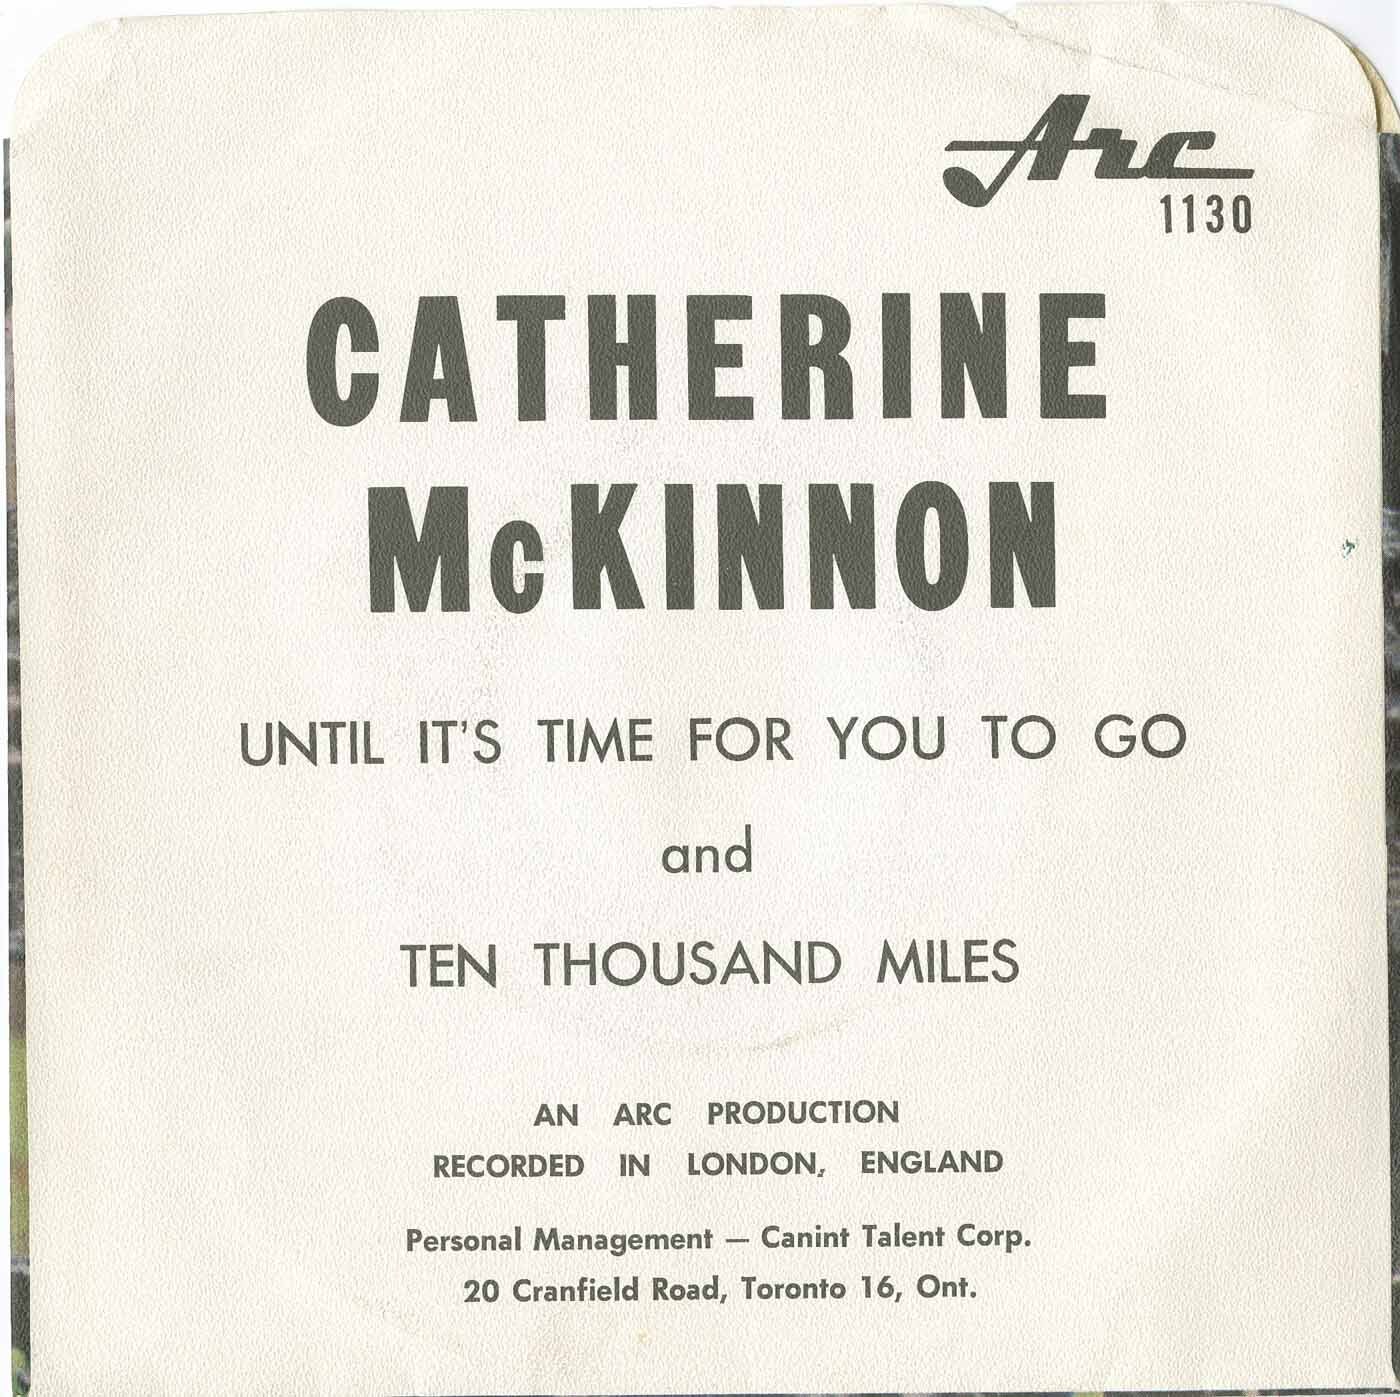 Arc
1130
CATHERINE
McKINNON
UNTIL IT'S TIME FOR YOU TO GO
and
TEN THOUSAND MILES
AN ARC PRODUCTION
RECORDED IN LONDON, ENGLAND
Personal Management — Canint Talent Corp.
20 Cranfield Road, Toronto 16, Ont.